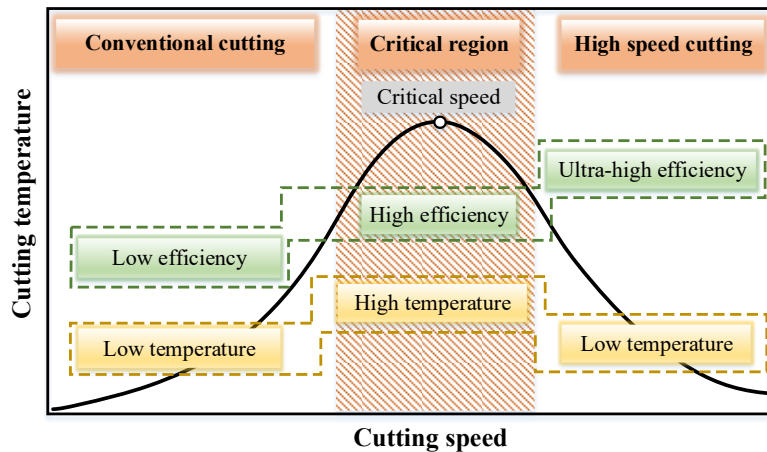 Conventional cutting
Critical region
High speed cutting
Critical speed
Ultra-high efficiency
High efficiency
Low efficiency
High temperature
Low temperature
Low temperature
Cutting temperature
Cutting speed